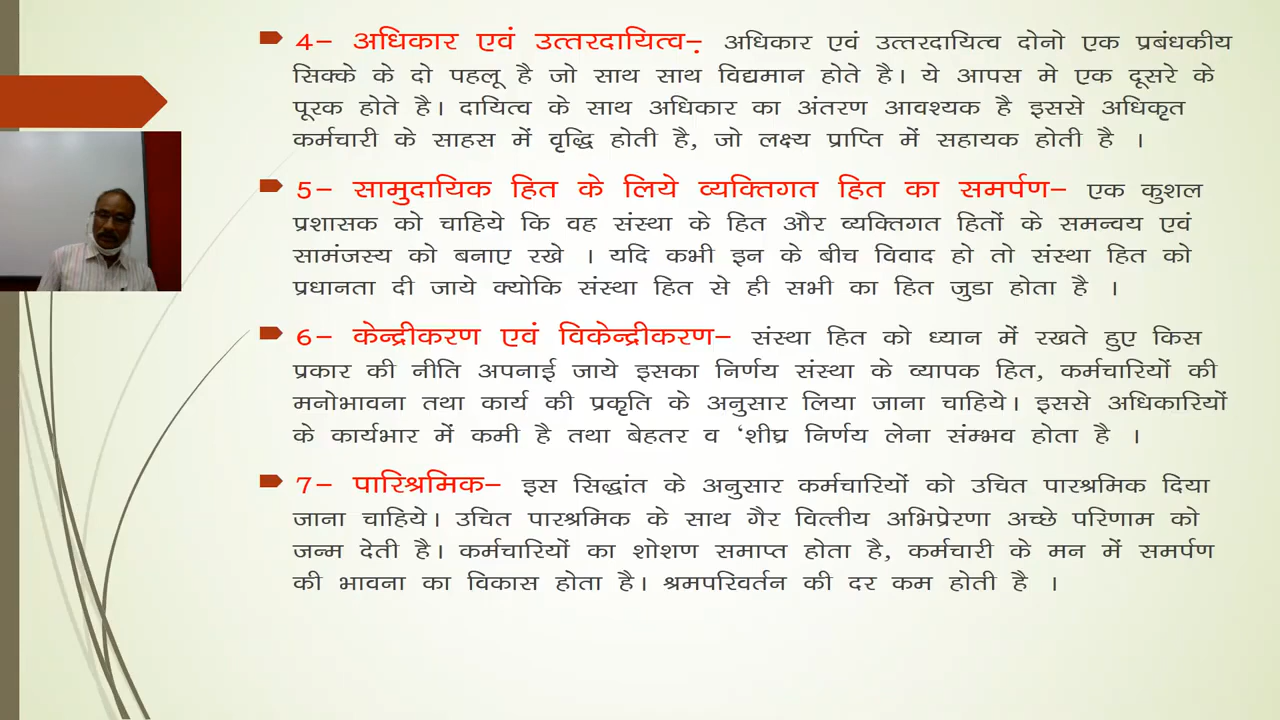 4– अधिकार एवं उत्तरदायित्व–: अधिकार एवं उत्तरदायित्व दोनो एक प्रबंधकीय
सिक्के के दो पहलू है जो साथ साथ विद्यमान होते है। ये आपस मे एक दूसरे के
पूरक होते है। दायित्व के साथ अधिकार का अंतरण आवश्यक है इससे अधिकृत
कर्मचारी के साहस में वृद्धि होती है, जो लक्ष्य प्राप्ति में सहायक होती है ।
5– सामुदायिक हित के लिये व्यक्तिगत हित का समर्पण– एक कुशल
प्रशासक को चाहिये कि वह संस्था के हित और व्यक्तिगत हितों के समन्वय एवं
सामंजस्य को बनाए रखे । यदि कभी इन के बीच विवाद हो तो संस्था हित को
प्रधानता दी जाये क्योकि संस्था हित से ही सभी का हित जुडा होता है ।
6– केन्द्रीकरण एवं विकेन्द्रीकरण– संस्था हित को ध्यान में रखते हुए किस
प्रकार की नीति अपनाई जाये इसका निर्णय संस्था के व्यापक हित, कर्मचारियों की
मनोभावना तथा कार्य की प्रकृति के अनुसार लिया जाना चाहिये। इससे अधिकारियों
के कार्यभार में कमी है तथा बेहतर व ‘शीघ्र निर्णय लेना संम्भव होता है ।
7– पारिश्रमिक– इस सिद्धांत के अनुसार कर्मचारियों को उचित पारश्रमिक दिया
जाना चाहिये। उचित पारश्रमिक के साथ गैर वित्तीय अभिप्रेरणा अच्छे परिणाम को
जन्म देती है। कर्मचारियों का शोशण समाप्त होता है, कर्मचारी के मन में समर्पण
की भावना का विकास होता है। श्रमपरिवर्तन की दर कम होती है ।